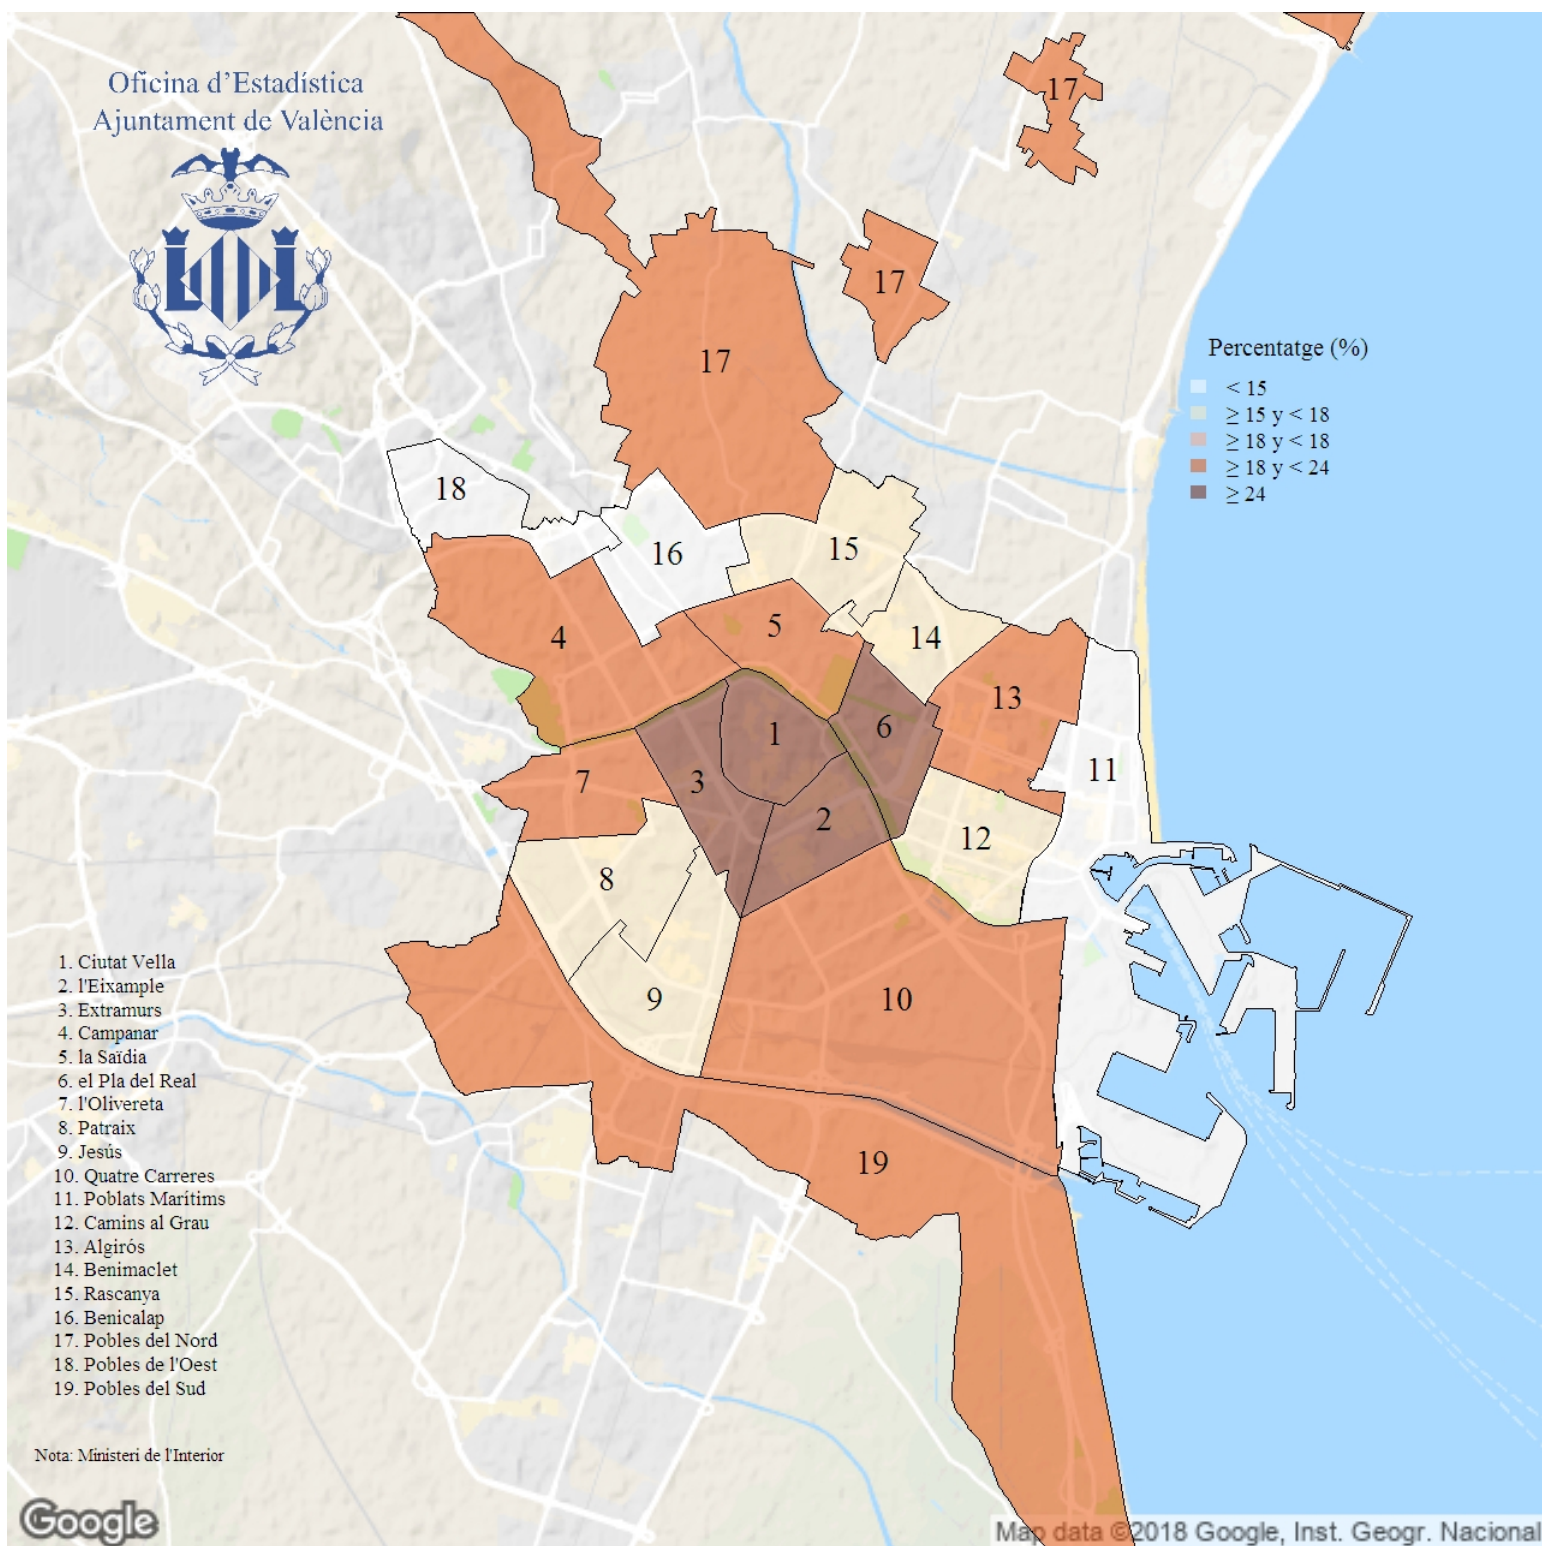 Oficina d’Estadística
Ajuntament de València
17
17
17
Percentatge (%)
< 15
≥ 15 y < 18
≥ 18 y < 18
≥ 18 y < 24
≥ 24
18
16
15
4
5
14
13
1
6
3
7
11
2
12
8
9
10
19
1. Ciutat Vella
2. l'Eixample
3. Extramurs
4. Campanar
5. la Saïdia
6. el Pla del Real
7. l'Olivereta
8. Patraix
9. Jesús
10. Quatre Carreres
11. Poblats Marítims
12. Camins al Grau
13. Algirós
14. Benimaclet
15. Rascanya
16. Benicalap
17. Pobles del Nord
18. Pobles de l'Oest
19. Pobles del Sud
Nota: Ministeri de l'Interior
Google
Map data ©2018 Google, Inst. Geogr. Nacional